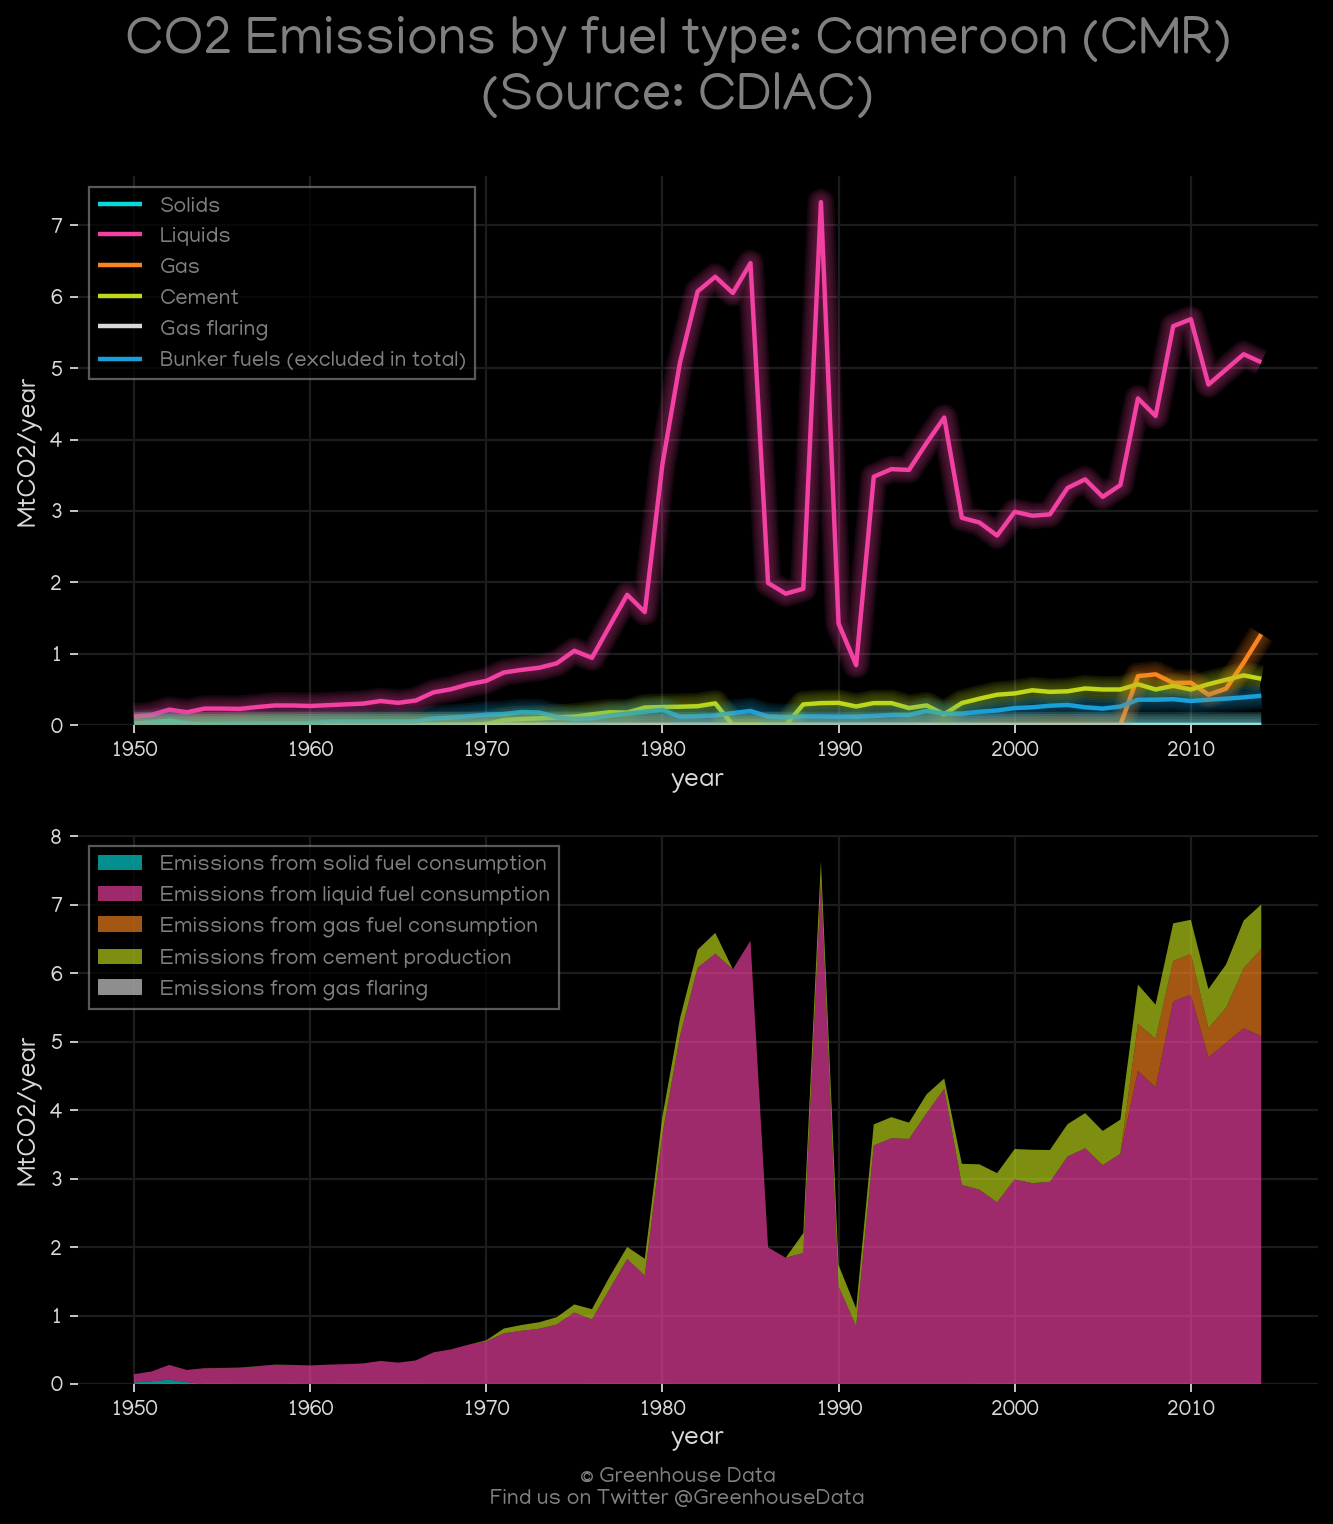 CO2 Emissions by fuel type: Cameroon (CMR)
(Source: CDIAC)
Solids
Liquids
Gas
Cement
Gas flaring
Bunker fuels (excluded in total)
MtCO2/year
7
6
5
4
3
2
1
0
1950 1960 1970 1980 1990 2000 2010
year
Emissions from solid fuel consumption
Emissions from liquid fuel consumption
Emissions from gas fuel consumption
Emissions from cement production
Emissions from gas flaring
MtCO2/year
8
7
6
5
4
3
2
1
0
1950 1960 1970 1980 1990 2000 2010
year
© Greenhouse Data
Find us on Twitter @GreenhouseData